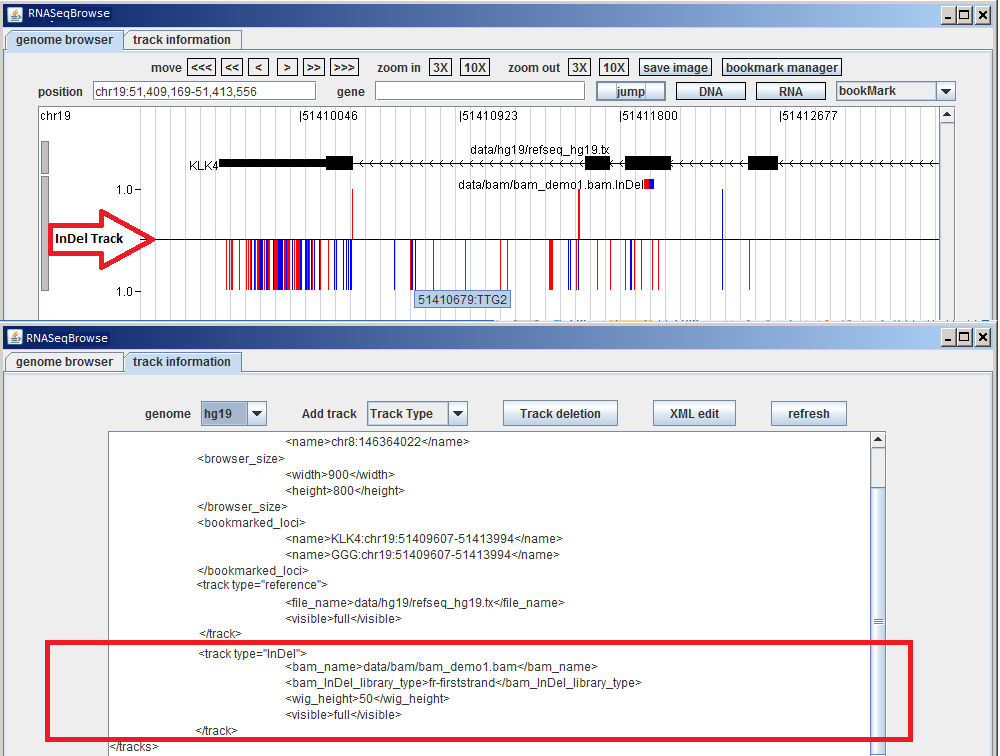 RNASeqBrowse
genome browser track information
move <<< << < > >> >>> zoom in 3X 10X zoom out 3X 10X save image bookmark manager
position chr19:51,409,169-51,413,556 gene jump DNA RNA bookMark
chr19 |51410046 |51410923 |51411800 |51412677
data/hg19/refseq_hg19.tx
KLK4
data/bam/bam_demo1.bam.InDel
1.0
InDel Track
1.0
51410679:TTG2
RNASeqBrowse
genome browser track information
genome hg19 Add track Track Type Track deletion XML edit refresh
<name>chr8:146364022</name>
<browser_size>
<width>900</width>
<height>800</height>
</browser_size>
<bookmarked_loci>
<name>KLK4:chr19:51409607-51413994</name>
<name>GGG:chr19:51409607-51413994</name>
</bookmarked_loci>
<track type="reference">
<file_name>data/hg19/refseq_hg19.tx</file_name>
<visible>full</visible>
</track>
<track type="InDel">
<bam_name>data/bam/bam_demo1.bam</bam_name>
<bam_InDel_library_type>fr-firststrand</bam_InDel_library_type>
<wig_height>50</wig_height>
<visible>full</visible>
</track>
</tracks>